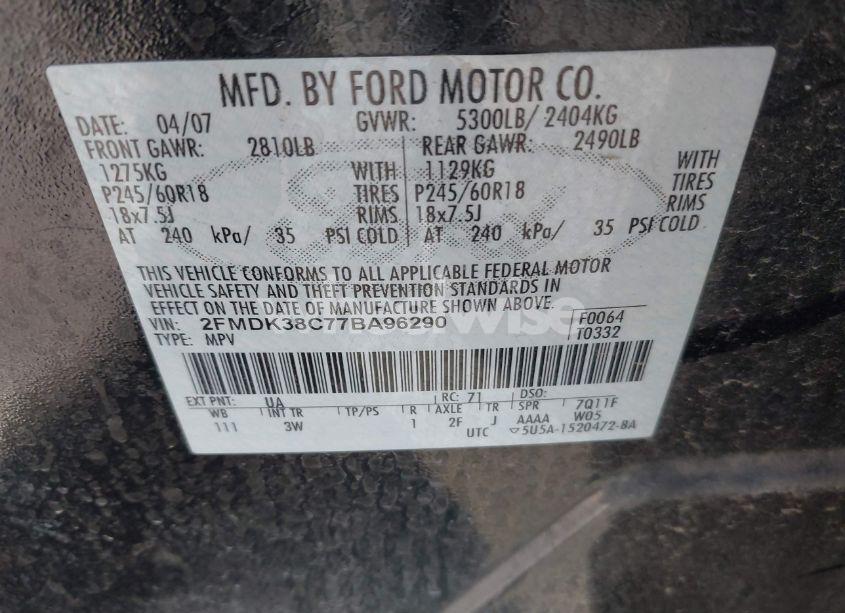 MFD. BY FORD MOTOR CO.
DATE: 04/07 GVWR: 5300LB/ 2404KG
FRONT GAWR: 2810LB REAR GAWR: 2490LB
1275KG WITH 1129KG WITH
P245/60R18 TIRES P245/60R18 TIRES
18x7.5J RIMS 18x7.5J RIMS
AT 240 kPa/ 35 PSI COLD AT 240 kPa/ 35 PSI COLD
THIS VEHICLE CONFORMS TO ALL APPLICABLE FEDERAL MOTOR
VEHICLE SAFETY AND THEFT PREVENTION STANDARDS IN
EFFECT ON THE DATE OF MANUFACTURE SHOWN ABOVE.
VIN: 2FMDK38C77BA96290 F0064
TYPE: MPV T0332
EXT PNT: UA RC: 71 DSO:
WB INT TR TP/PS R AXLE TR SPR 7Q11F
111 3W 1 2F J AAAA W05
UTC 5U5A-1520472-BA